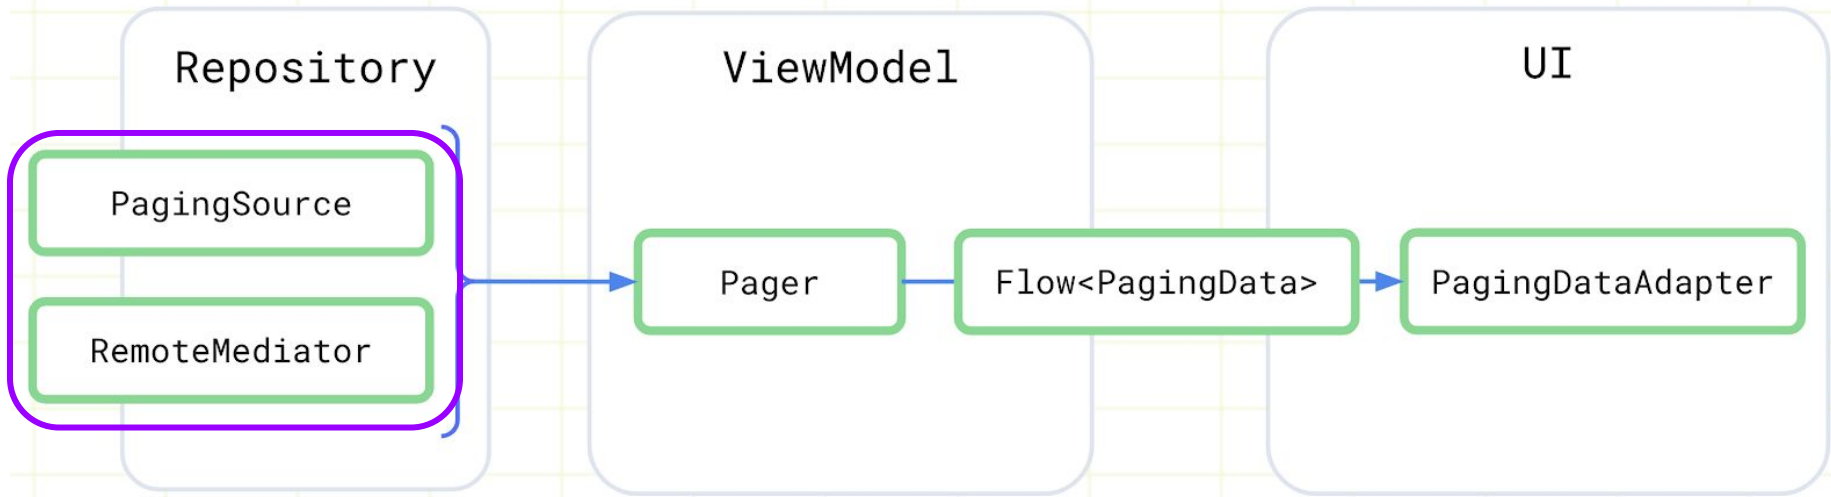 Repository
PagingSource
RemoteMediator
ViewModel
Pager
Flow<PagingData>
UI
PagingDataAdapter